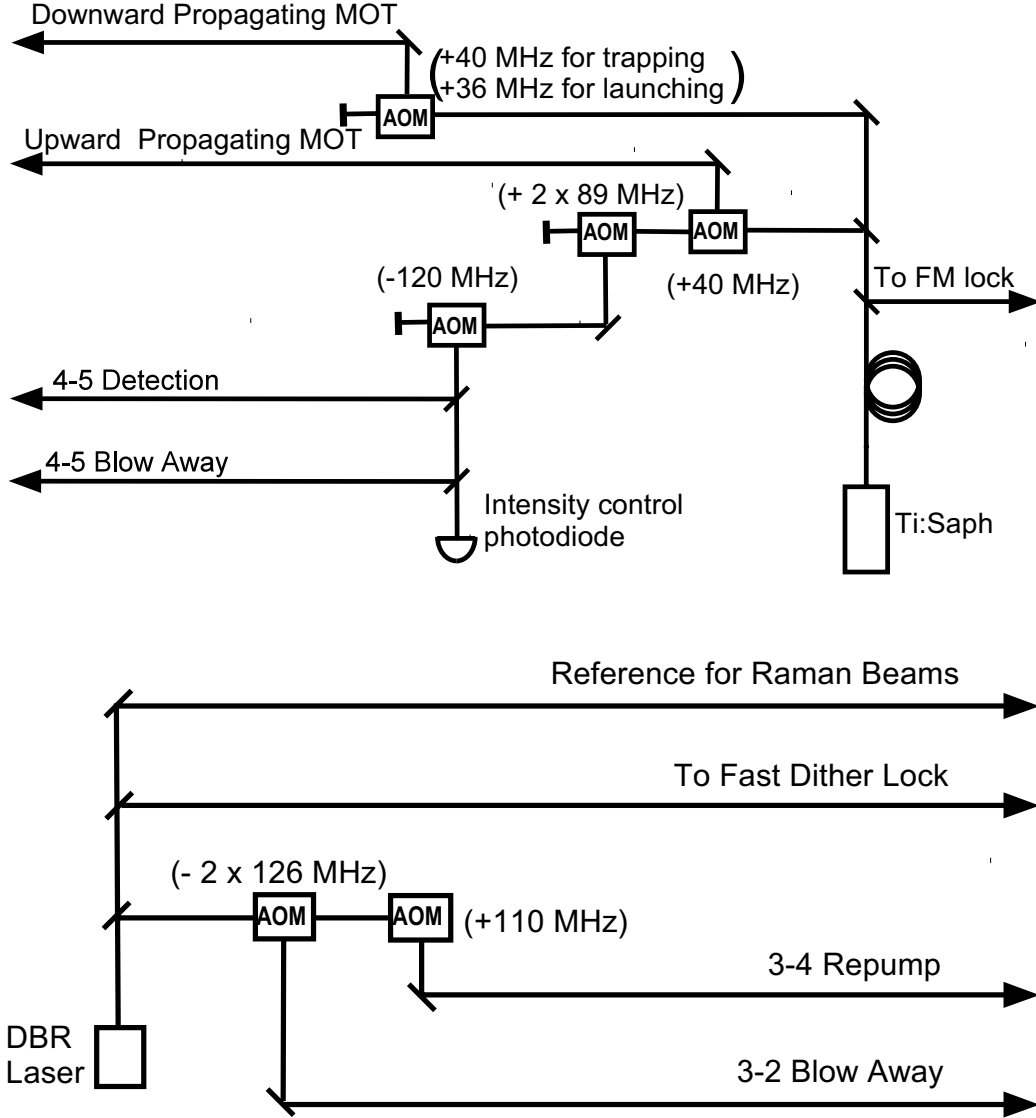 Downward Propagating MOT
(+40 MHz for trapping
+36 MHz for launching)
AOM
Upward Propagating MOT
(+ 2 x 89 MHz)
AOM
AOM
(-120 MHz)
(+40 MHz)
To FM lock
AOM
4-5 Detection
4-5 Blow Away
Intensity control
photodiode
Ti:Saph
Reference for Raman Beams
To Fast Dither Lock
(- 2 x 126 MHz)
AOM
AOM
(+110 MHz)
3-4 Repump
DBR
Laser
3-2 Blow Away